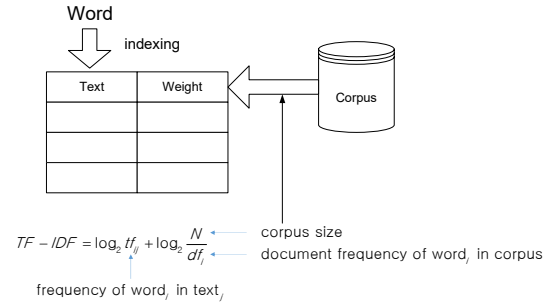 Word
indexing
Text Weight
Corpus
TF − IDF = log₂ tfᵢⱼ + log₂ N/dfᵢ
corpus size
document frequency of wordᵢ in corpus
frequency of wordᵢ in textⱼ